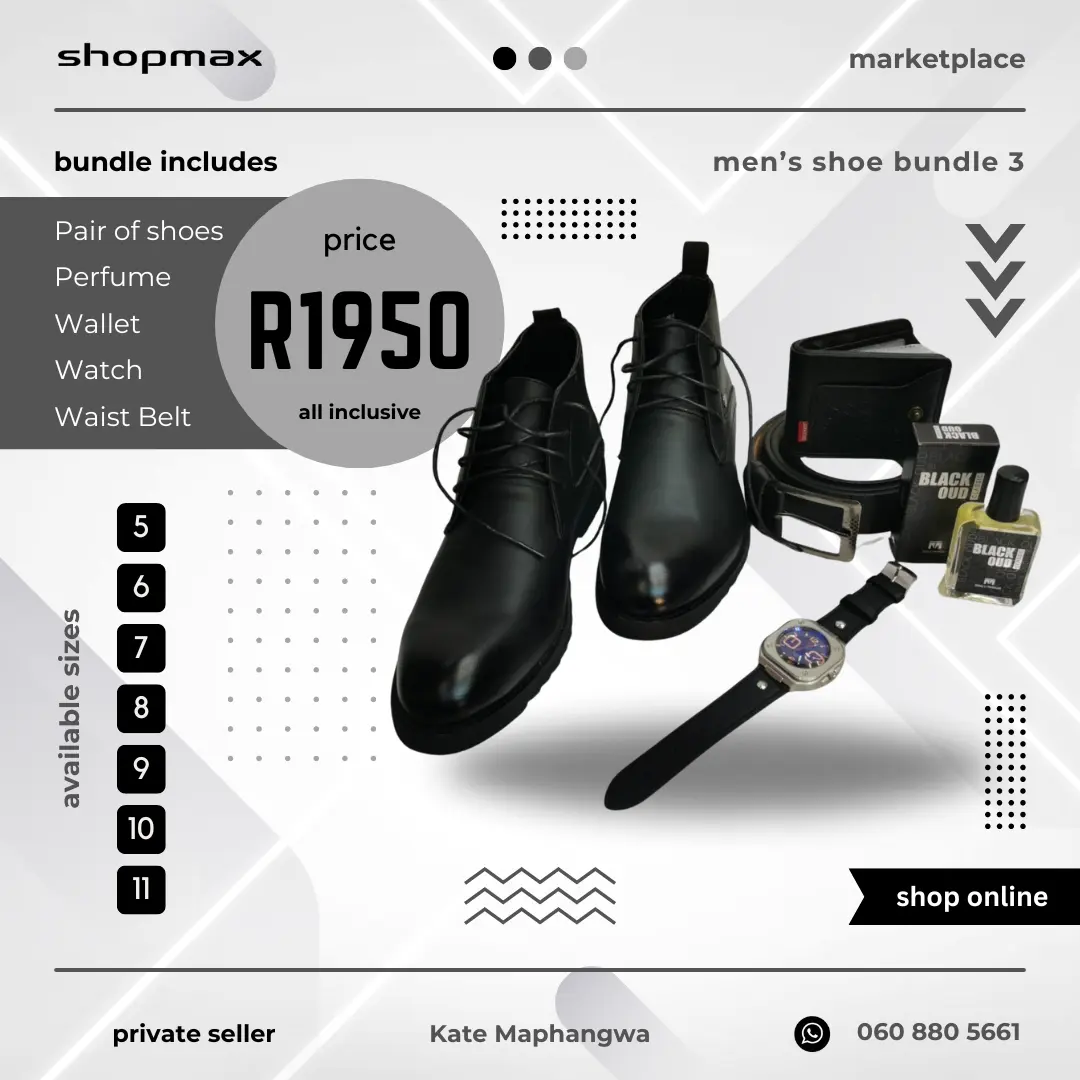 shopmax
marketplace
bundle includes
men's shoe bundle 3
Pair of shoes
Perfume
Wallet
Watch
Waist Belt
price
R1950
all inclusive
BLACK
OUD
BLACK
OUD
BLACK
OUD
available sizes
5
6
7
8
9
10
11
shop online
private seller
Kate Maphangwa
060 880 5661